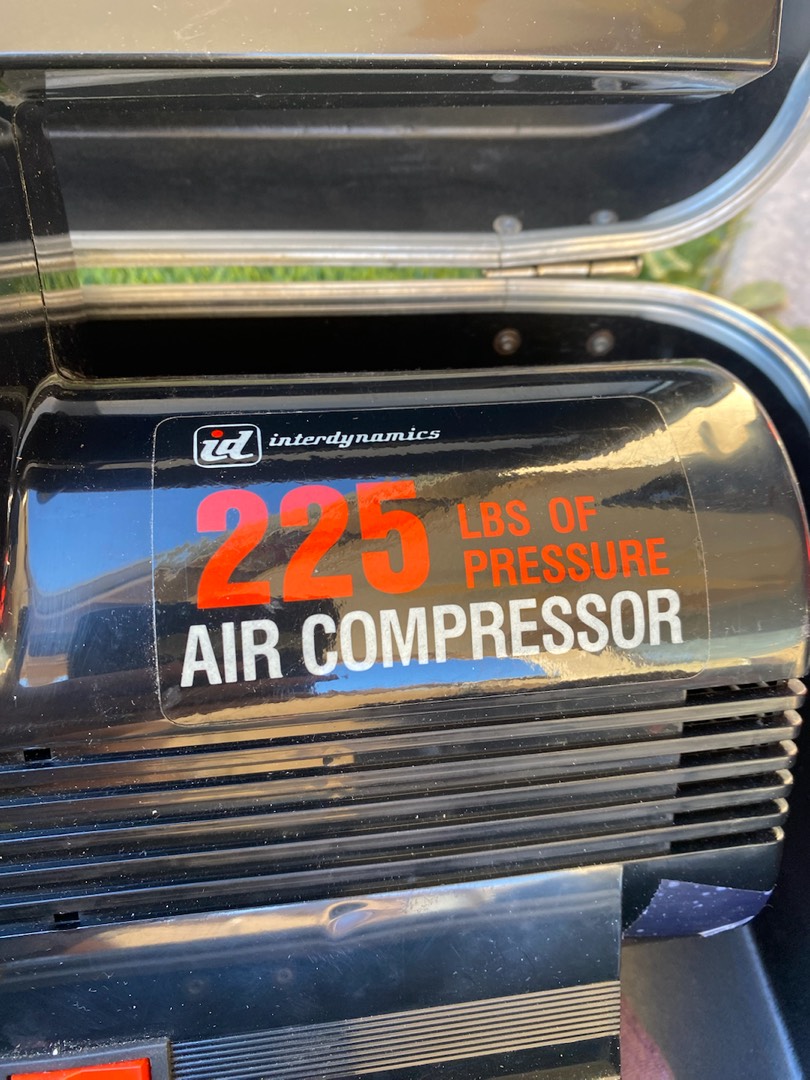 id interdynamics
225 LBS OF
PRESSURE
AIR COMPRESSOR